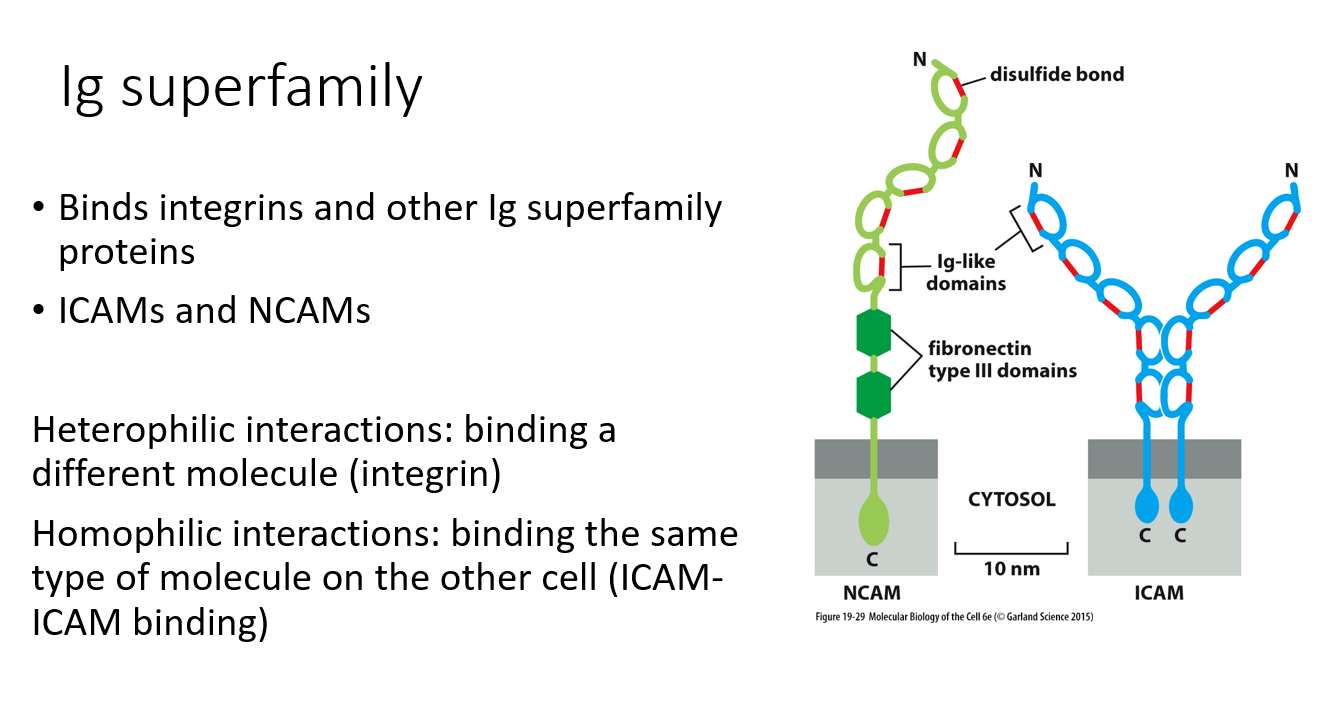 Ig superfamily
• Binds integrins and other Ig superfamily
proteins
• ICAMs and NCAMs
Heterophilic interactions: binding a
different molecule (integrin)
Homophilic interactions: binding the same
type of molecule on the other cell (ICAM-
ICAM binding)
N
disulfide bond
N
N
Ig-like
domains
fibronectin
type III domains
CYTOSOL
C
C C
10 nm
NCAM
ICAM
Figure 19-29 Molecular Biology of the Cell 6e (© Garland Science 2015)